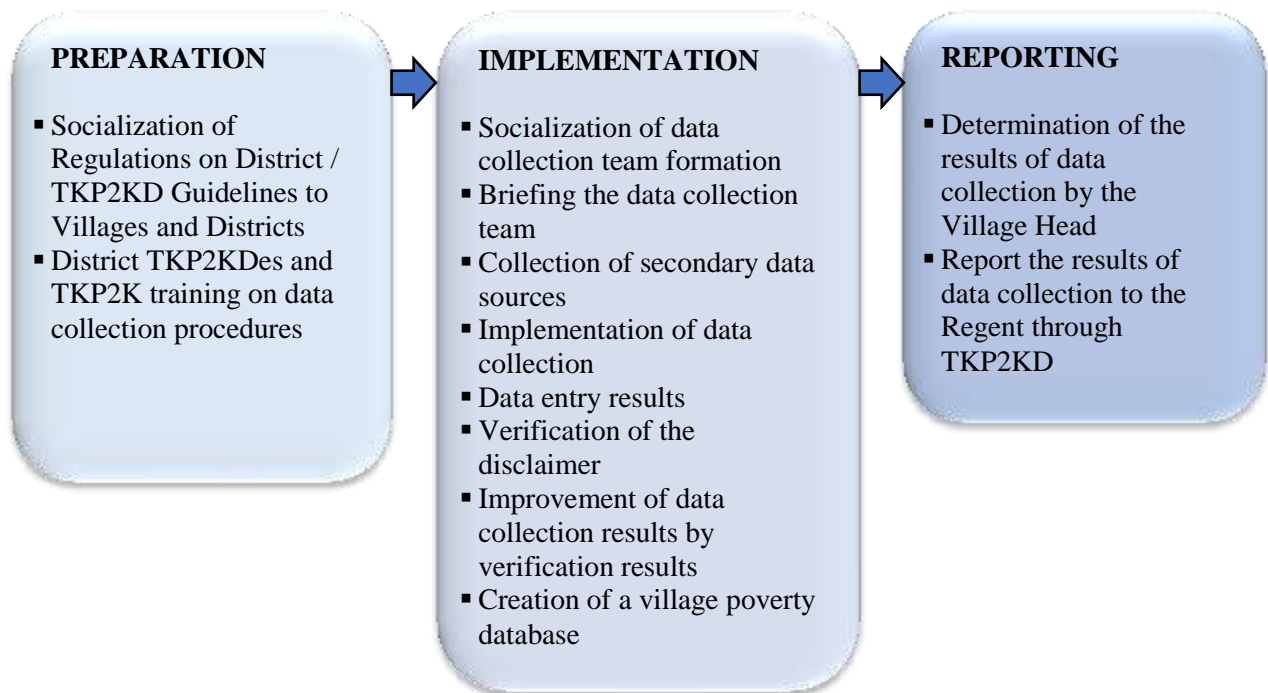 PREPARATION
▪ Socialization of
Regulations on District /
TKP2KD Guidelines to
Villages and Districts
▪ District TKP2KDes and
TKP2K training on data
collection procedures
IMPLEMENTATION
▪ Socialization of data
collection team formation
▪ Briefing the data collection
team
▪ Collection of secondary data
sources
▪ Implementation of data
collection
▪ Data entry results
▪ Verification of the
disclaimer
▪ Improvement of data
collection results by
verification results
▪ Creation of a village poverty
database
REPORTING
▪ Determination of the
results of data
collection by the
Village Head
▪ Report the results of
data collection to the
Regent through
TKP2KD